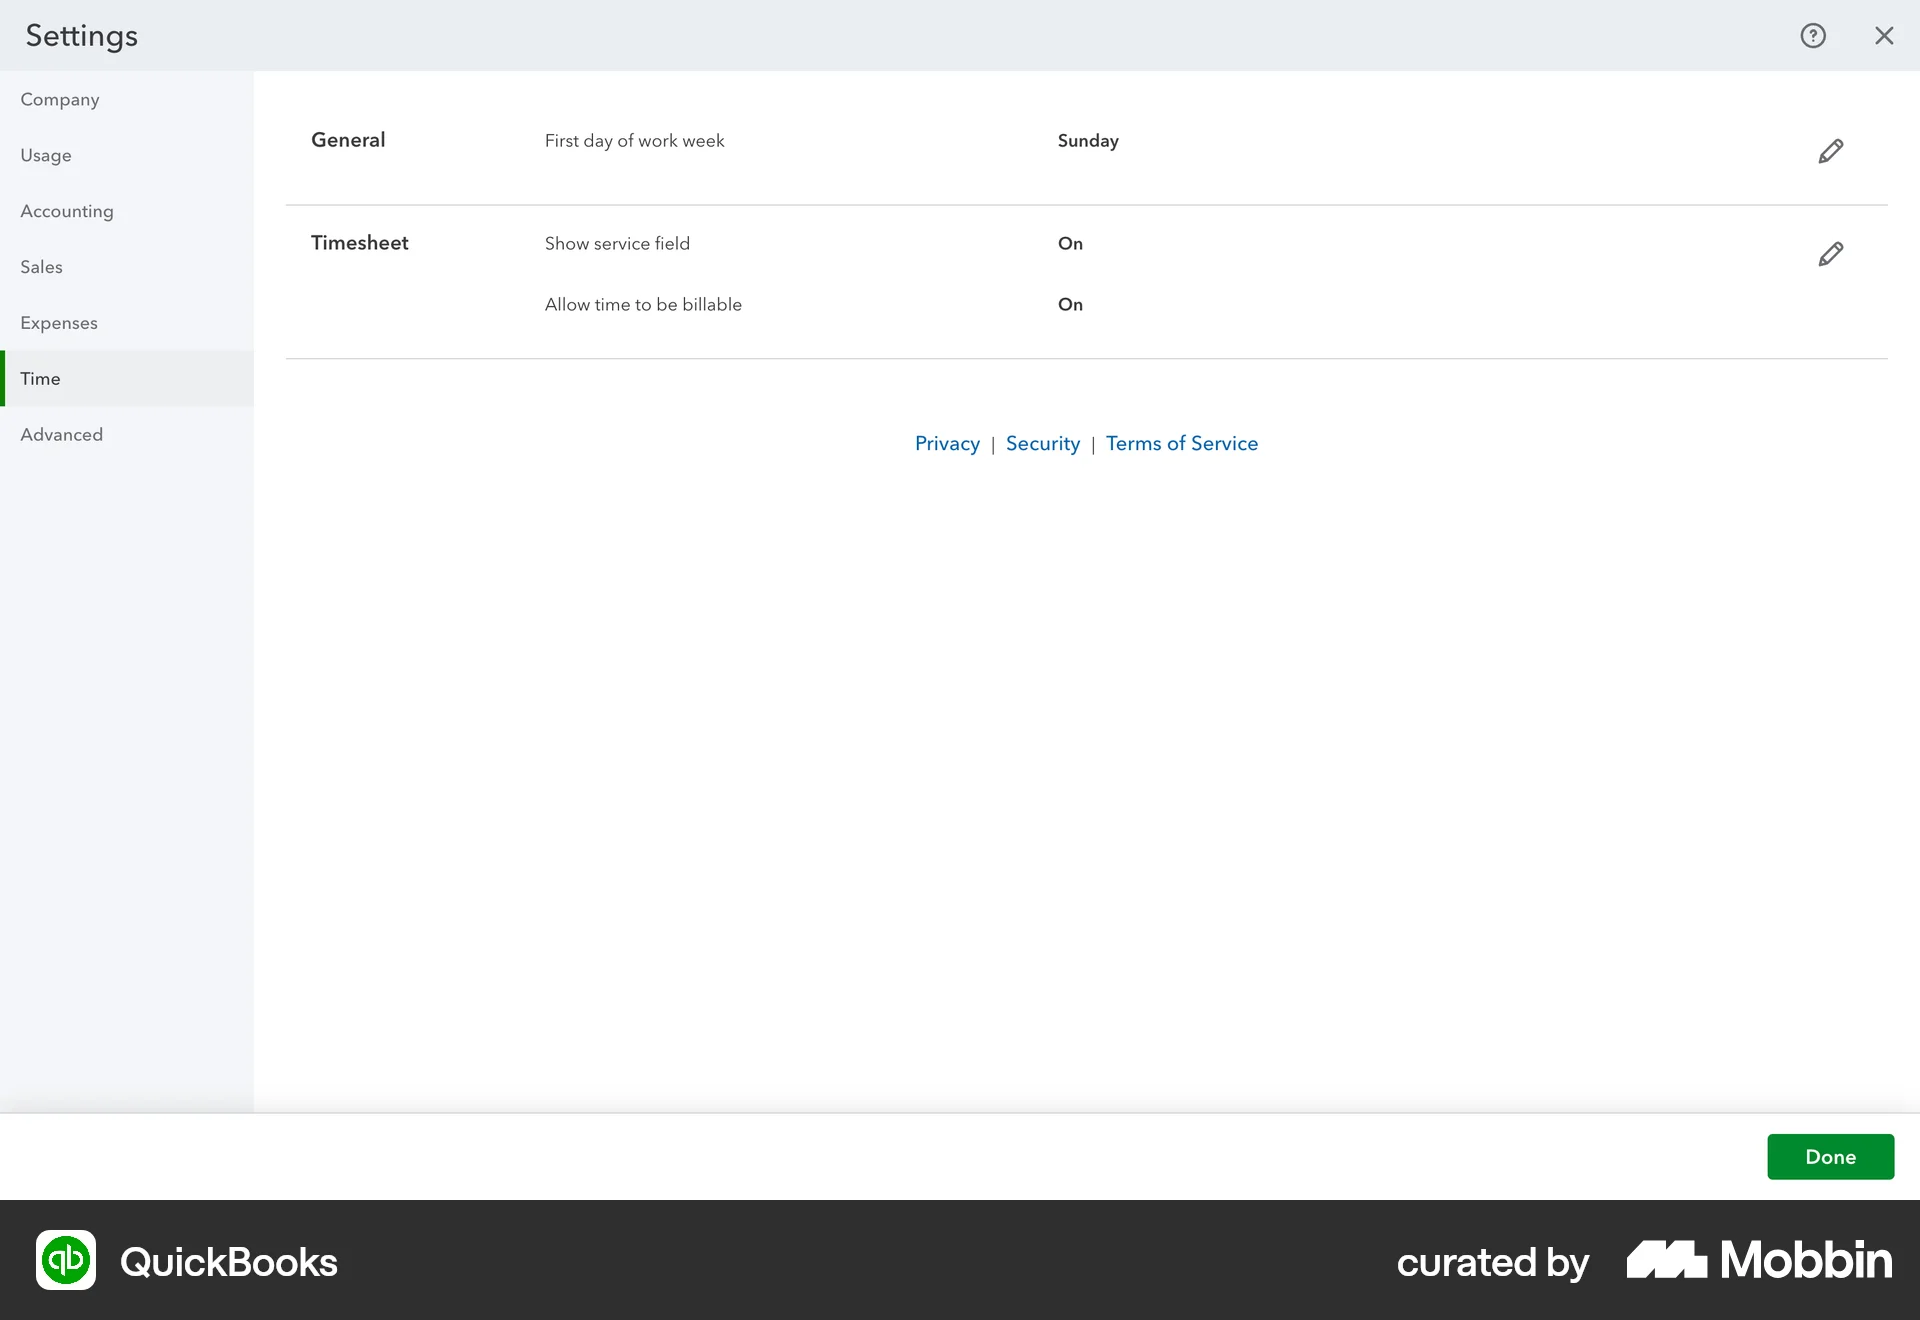 Settings
Company
Usage
Accounting
Sales
Expenses
Time
Advanced
General
First day of work week
Sunday
Timesheet
Show service field
On
Allow time to be billable
On
Privacy | Security | Terms of Service
Done
qb QuickBooks
curated by Mobbin